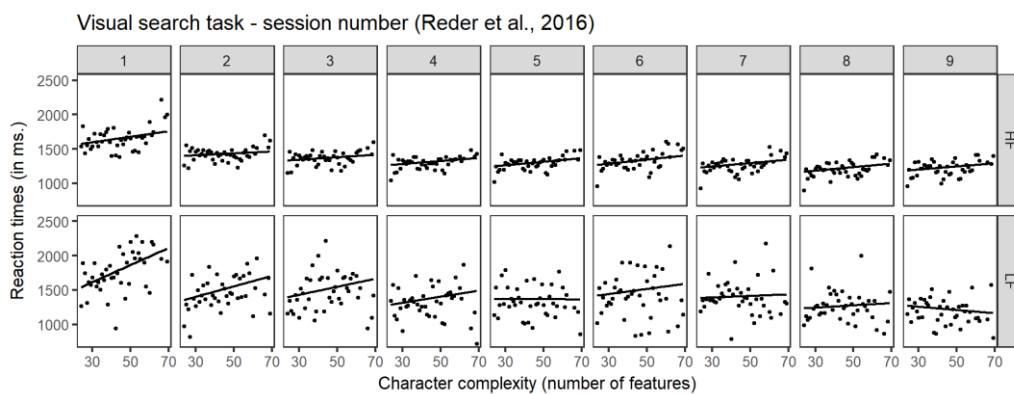 Visual search task - session number (Reder et al., 2016)
1 2 3 4 5 6 7 8 9
2500
2000
1500
1000
HF
2500
2000
1500
1000
LF
30 50 70 30 50 70 30 50 70 30 50 70 30 50 70 30 50 70 30 50 70 30 50 70 30 50 70
Reaction times (in ms.)
Character complexity (number of features)